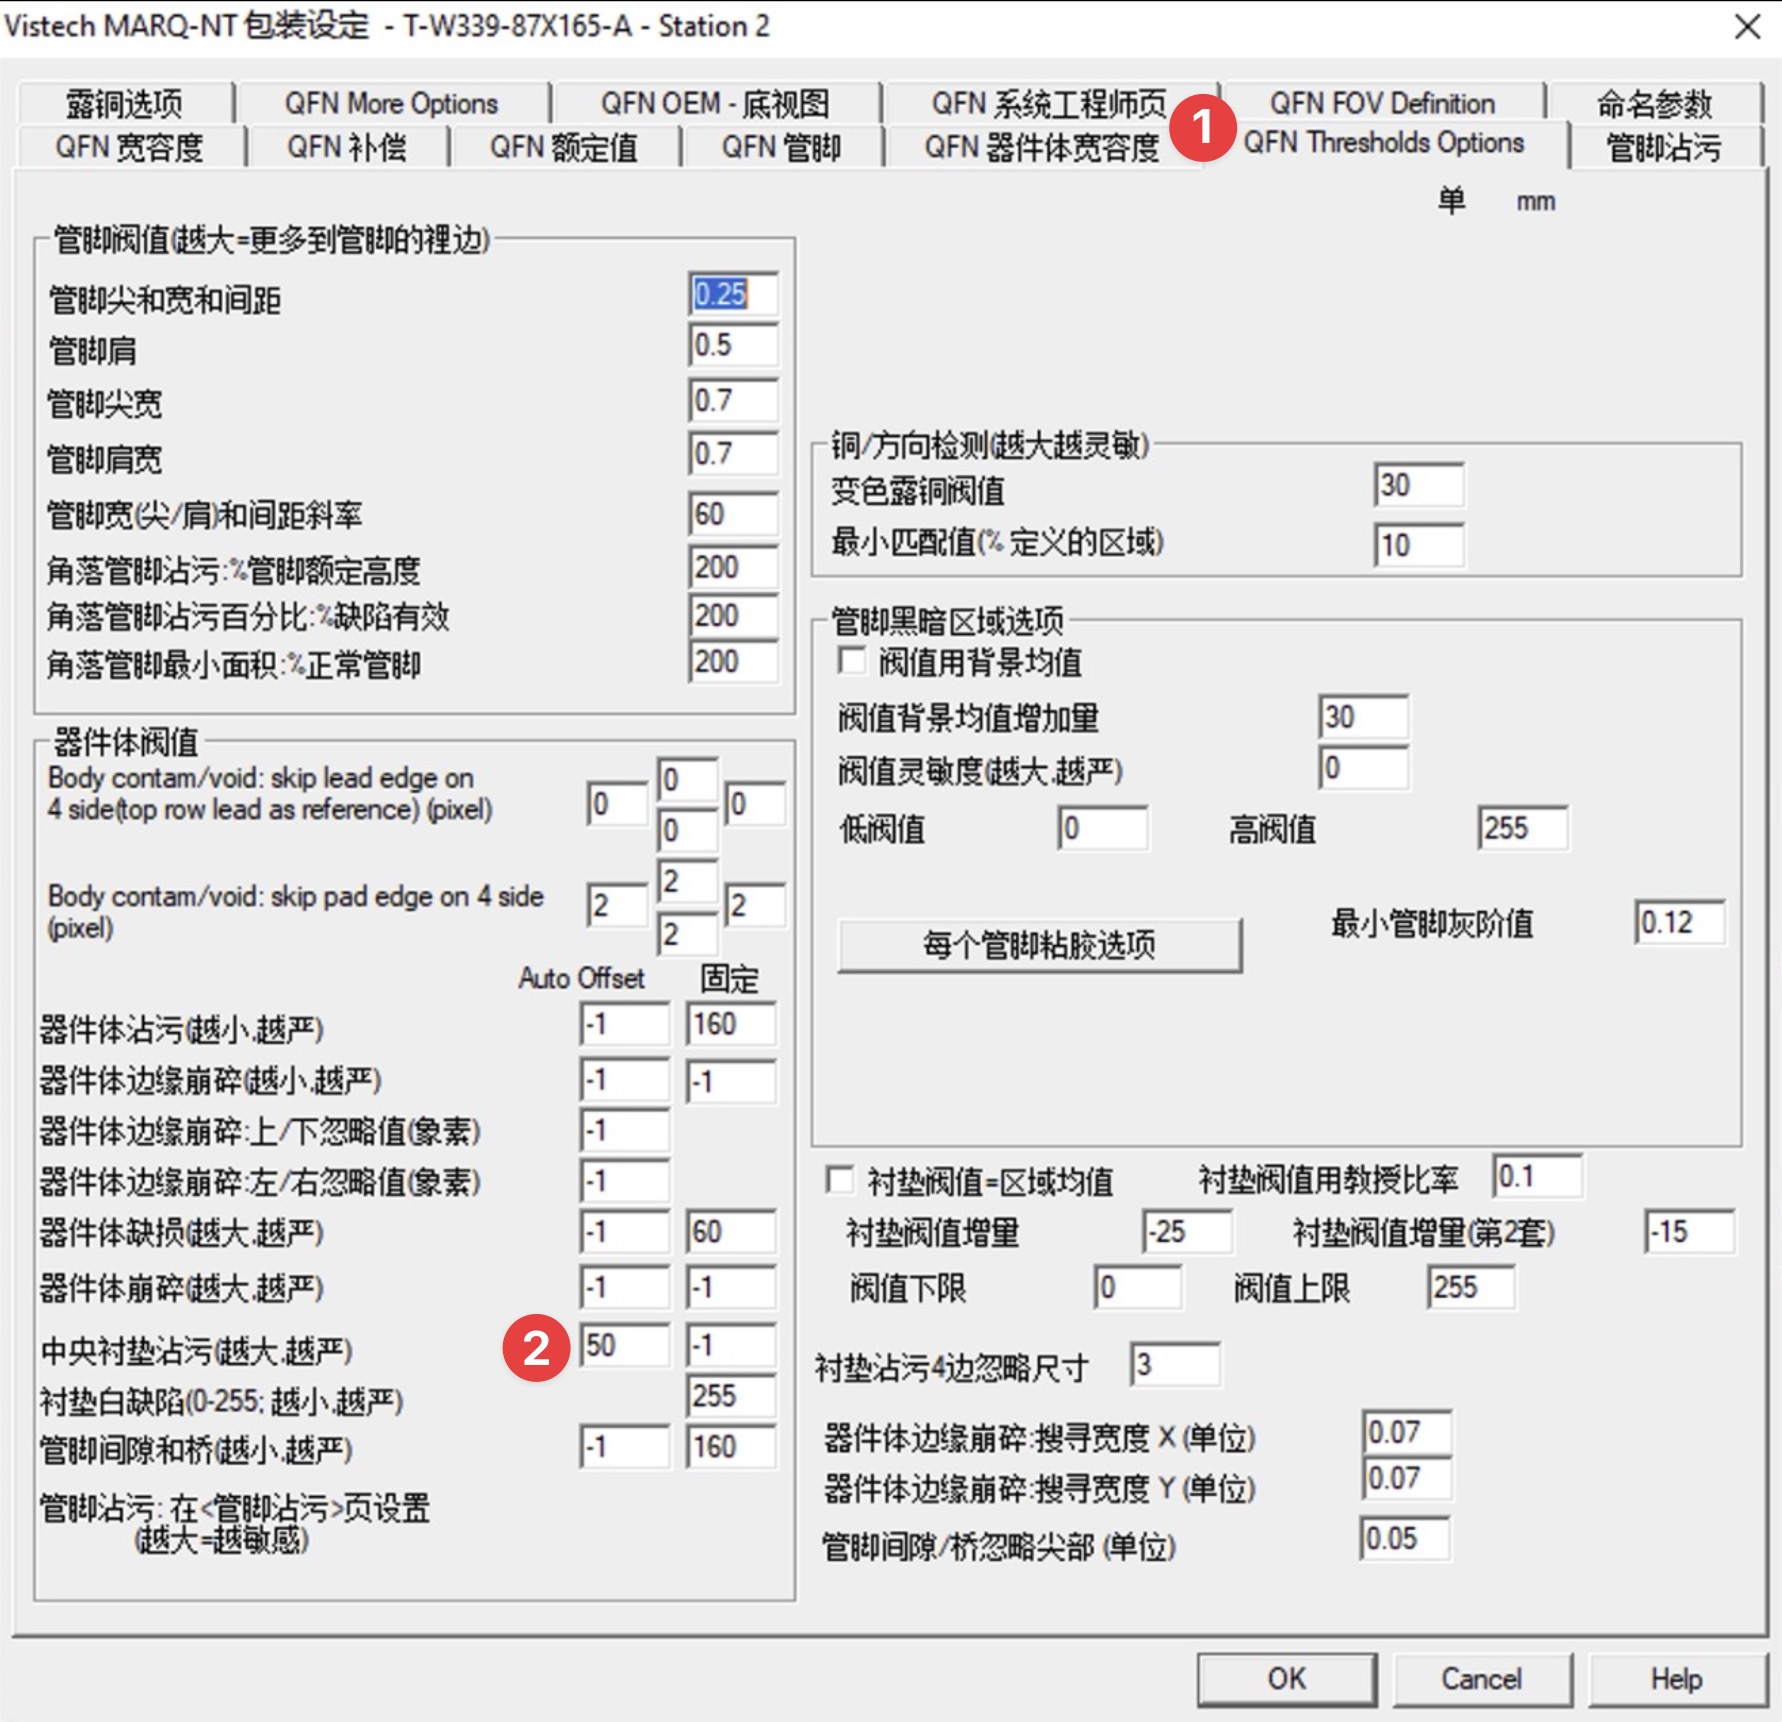 Vistech MARQ-NT 包装设定 - T-W339-87X165-A - Station 2
露铜选项 QFN More Options QFN OEM - 底视图 QFN 系统工程师页 QFN FOV Definition 命名参数
QFN 宽容度 QFN 补偿 QFN 额定值 QFN 管脚 QFN 器件体宽容度 1 QFN Thresholds Options 管脚沾污
单 mm
管脚阀值(越大=更多到管脚的裡边)
管脚尖和宽和间距 0.25
管脚肩 0.5
管脚尖宽 0.7
管脚肩宽 0.7
管脚宽(尖/肩)和间距斜率 60
角落管脚沾污:%管脚额定高度 200
角落管脚沾污百分比:%缺陷有效 200
角落管脚最小面积:%正常管脚 200
器件体阀值
Body contam/void: skip lead edge on
4 side(top row lead as reference) (pixel)
0
0 0
0
Body contam/void: skip pad edge on 4 side
(pixel)
2
2 2
2
Auto Offset 固定
器件体沾污(越小,越严) -1 160
器件体边缘崩碎(越小,越严) -1 -1
器件体边缘崩碎:上/下忽略值(象素) -1
器件体边缘崩碎:左/右忽略值(象素) -1
器件体缺损(越大,越严) -1 60
器件体崩碎(越大,越严) -1 -1
中央衬垫沾污(越大,越严) 2 50 -1
衬垫白缺陷(0-255; 越小,越严) 255
管脚间隙和桥(越小,越严) -1 160
管脚沾污: 在<管脚沾污>页设置
(越大=越敏感)
铜/方向检测(越大越灵敏)
变色露铜阀值 30
最小匹配值(% 定义的区域) 10
管脚黑暗区域选项
阀值用背景均值
阀值背景均值增加量 30
阀值灵敏度(越大,越严) 0
低阀值 0 高阀值 255
每个管脚粘胶选项 最小管脚灰阶值 0.12
衬垫阀值=区域均值 衬垫阀值用教授比率 0.1
衬垫阀值增量 -25 衬垫阀值增量(第2套) -15
阀值下限 0 阀值上限 255
衬垫沾污4边忽略尺寸 3
器件体边缘崩碎:搜寻宽度 X (单位) 0.07
器件体边缘崩碎:搜寻宽度 Y (单位) 0.07
管脚间隙/桥忽略尖部 (单位) 0.05
OK Cancel Help